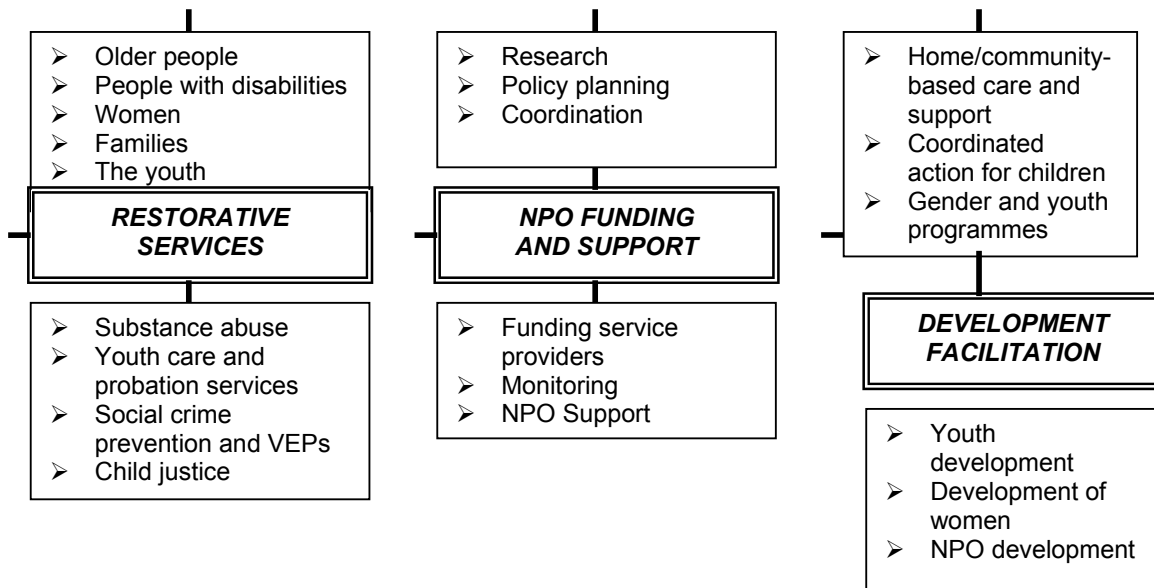 ➢ Older people
➢ People with disabilities
➢ Women
➢ Families
➢ The youth
RESTORATIVE
SERVICES
➢ Substance abuse
➢ Youth care and
probation services
➢ Social crime
prevention and VEPs
➢ Child justice
➢ Research
➢ Policy planning
➢ Coordination
NPO FUNDING
AND SUPPORT
➢ Funding service
providers
➢ Monitoring
➢ NPO Support
➢ Home/community-
based care and
support
➢ Coordinated
action for children
➢ Gender and youth
programmes
DEVELOPMENT
FACILITATION
➢ Youth
development
➢ Development of
women
➢ NPO development